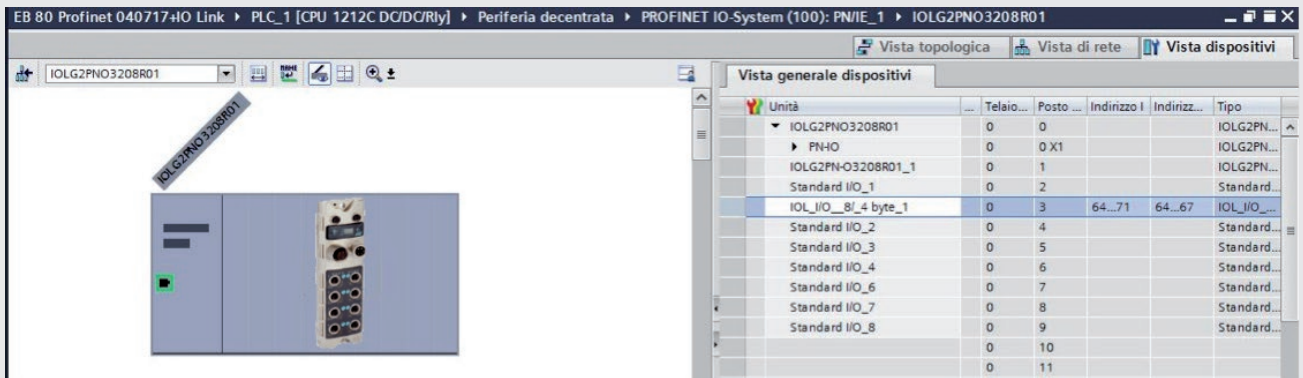 EB 80 Profinet 040717+IO Link ▸ PLC_1 [CPU 1212C DC/DC/Rly] ▸ Periferia decentrata ▸ PROFINET IO-System (100): PN/IE_1 ▸ IOLG2PNO3208R01
Vista topologica Vista di rete Vista dispositivi
IOLG2PNO3208R01
Vista generale dispositivi
IOLG2PNO3208R01
Unità ... Telaio... Posto ... Indirizzo I Indirizz... Tipo
IOLG2PNO3208R01 0 0 IOLG2PN...
PN-IO 0 0 X1 IOLG2PN...
IOLG2PN-O3208R01_1 0 1 IOLG2PN...
Standard I/O_1 0 2 Standard...
IOL_I/O__8/_4 byte_1 0 3 64...71 64...67 IOL_I/O_...
Standard I/O_2 0 4 Standard...
Standard I/O_3 0 5 Standard...
Standard I/O_4 0 6 Standard...
Standard I/O_6 0 7 Standard...
Standard I/O_7 0 8 Standard...
Standard I/O_8 0 9 Standard...
0 10
0 11